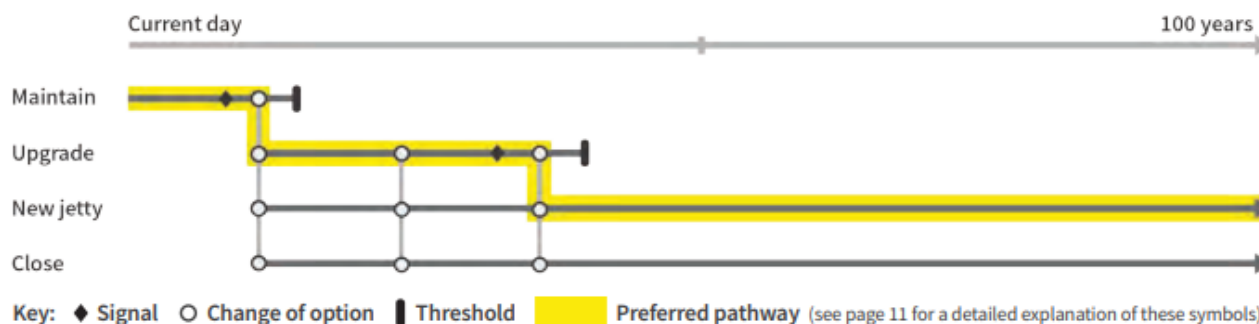 Current day 100 years
Maintain
Upgrade
New jetty
Close
Key: Signal Change of option Threshold Preferred pathway (see page 11 for a detailed explanation of these symbols)